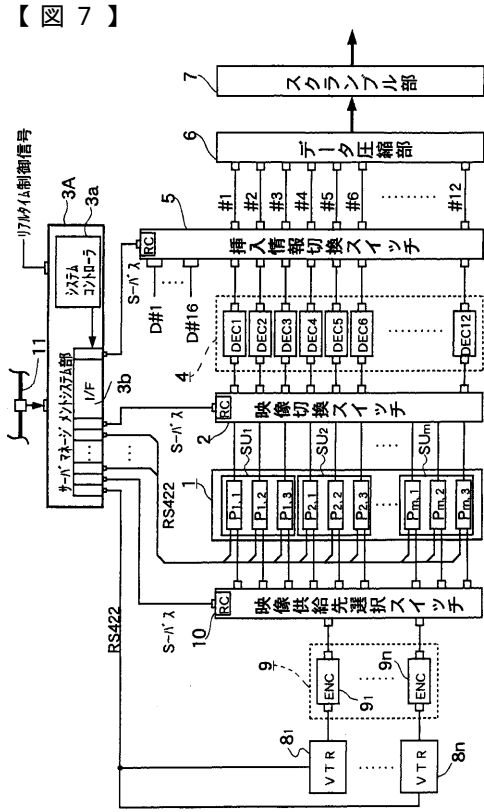 【図7】
リアルタイム制御信号
3A
3a
システム
コントローラ
11
サーバマネージメントシステム部
I/F
3b
RS422
S-バス
RS422
S-バス
S-バス
7
スクランブル部
6
データ圧縮部
#1
#2
#3
#4
#5
#6
#12
5
RC
挿入情報切換スイッチ
D#1
D#16
4
DEC1
DEC2
DEC3
DEC4
DEC5
DEC6
DEC12
2
RC
映像切換スイッチ
1
SU1
SU2
SUm
P1,1
P1,2
P1,3
P2,1
P2,2
P2,3
Pm,1
Pm,2
Pm,3
10
RC
映像供給先選択スイッチ
9
ENC
91
9n
ENC
81
VTR
VTR
8n